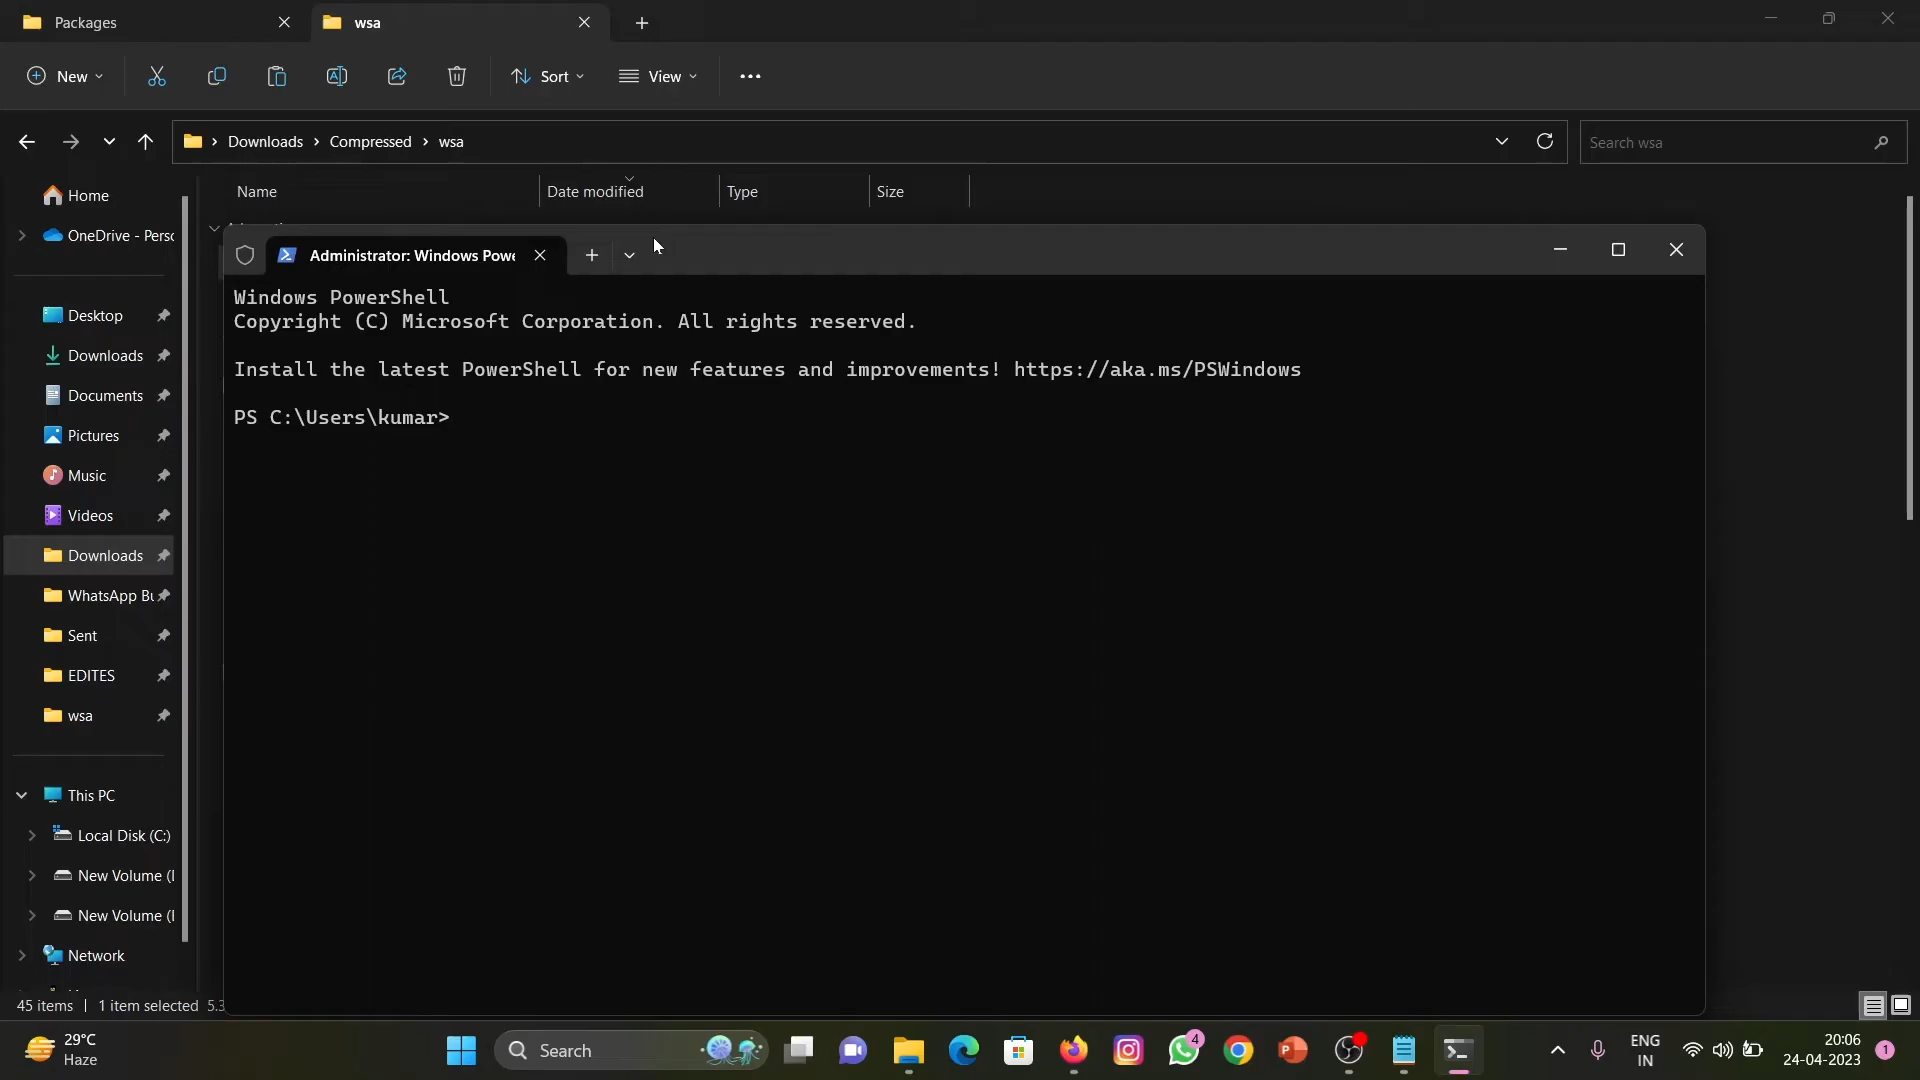 Packages
wsa
New
Sort
View
Downloads
Compressed
wsa
Search wsa
Name
Date modified
Type
Size
Home
OneDrive - Pers
Desktop
Downloads
Documents
Pictures
Music
Videos
Downloads
WhatsApp
Sent
EDITES
wsa
This PC
Local Disk (C:)
New Volume
New Volume
Network
Administrator: Windows Powe
Windows PowerShell
Copyright (C) Microsoft Corporation. All rights reserved.
Install the latest PowerShell for new features and improvements! https://aka.ms/PSWindows
PS C:\Users\kumar>
45 items
1 item selected 5.3
29°C
Haze
Search
4
ENG
IN
20:06
24-04-2023
1